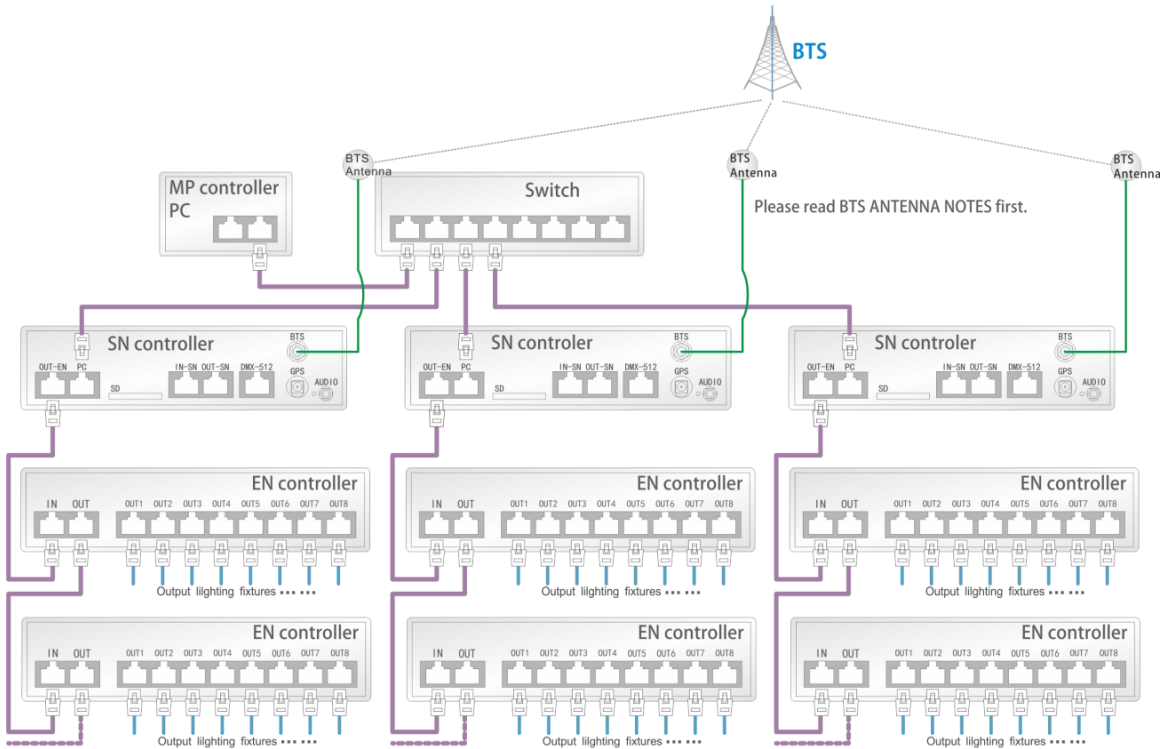 BTS
BTS
Antenna
BTS
Antenna
BTS
Antenna
MP controller
PC
Switch
Please read BTS ANTENNA NOTES first.
SN controller
BTS
OUT-EN
PC
SD
IN-SN
OUT-SN
DMX-512
GPS
AUDIO
SN controler
BTS
OUT-EN
PC
SD
IN-SN
OUT-SN
DMX-512
GPS
AUDIO
SN controller
BTS
OUT-EN
PC
SD
IN-SN
OUT-SN
DMX-512
GPS
AUDIO
EN controller
IN OUT OUT1 OUT2 OUT3 OUT4 OUT5 OUT6 OUT7 OUT8
Output lilghting fixtures ••• •••
EN controller
IN OUT OUT1 OUT2 OUT3 OUT4 OUT5 OUT6 OUT7 OUT8
Output lilghting fixtures ••• •••
EN controller
IN OUT OUT1 OUT2 OUT3 OUT4 OUT5 OUT6 OUT7 OUT8
Output lilghting fixtures ••• •••
EN controller
IN OUT OUT1 OUT2 OUT3 OUT4 OUT5 OUT6 OUT7 OUT8
Output lilghting fixtures ••• •••
EN controller
IN OUT OUT1 OUT2 OUT3 OUT4 OUT5 OUT6 OUT7 OUT8
Output lilghting fixtures ••• •••
EN controller
IN OUT OUT1 OUT2 OUT3 OUT4 OUT5 OUT6 OUT7 OUT8
Output lilghting fixtures ••• •••